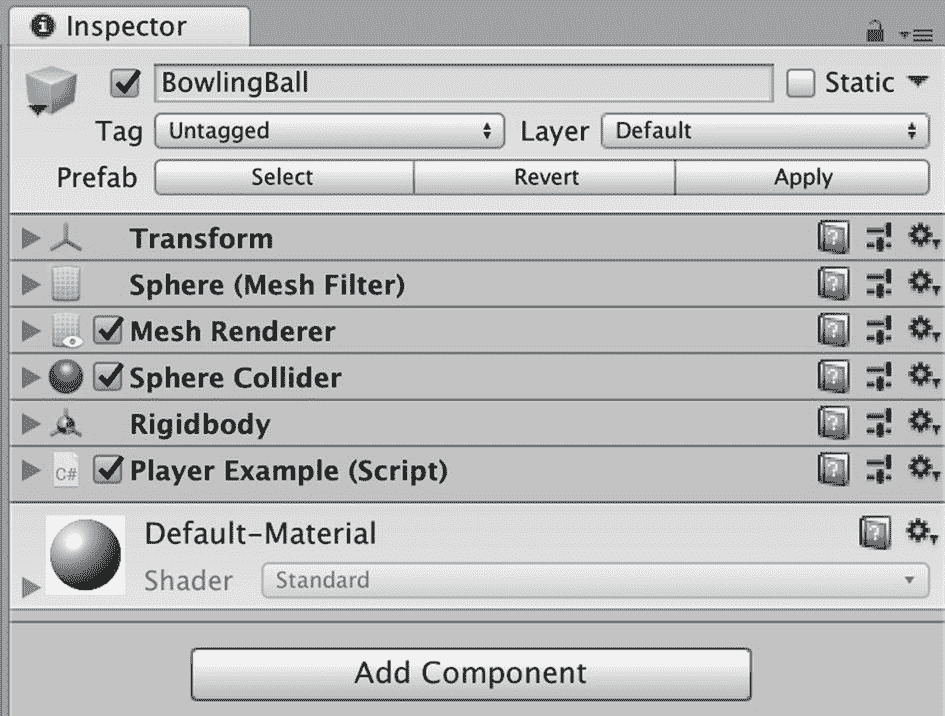 Inspector
BowlingBall Static
Tag Untagged Layer Default
Prefab Select Revert Apply
Transform
Sphere (Mesh Filter)
Mesh Renderer
Sphere Collider
Rigidbody
C# Player Example (Script)
Default-Material
Shader Standard
Add Component